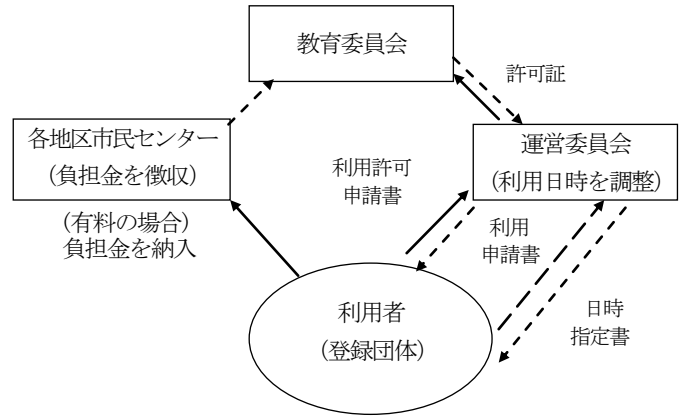 教育委員会
許可証
各地区市民センター
(負担金を徴収)
運営委員会
(利用日時を調整)
利用許可
申請書
(有料の場合)
負担金を納入
利用
申請書
利用者
(登録団体)
日時
指定書